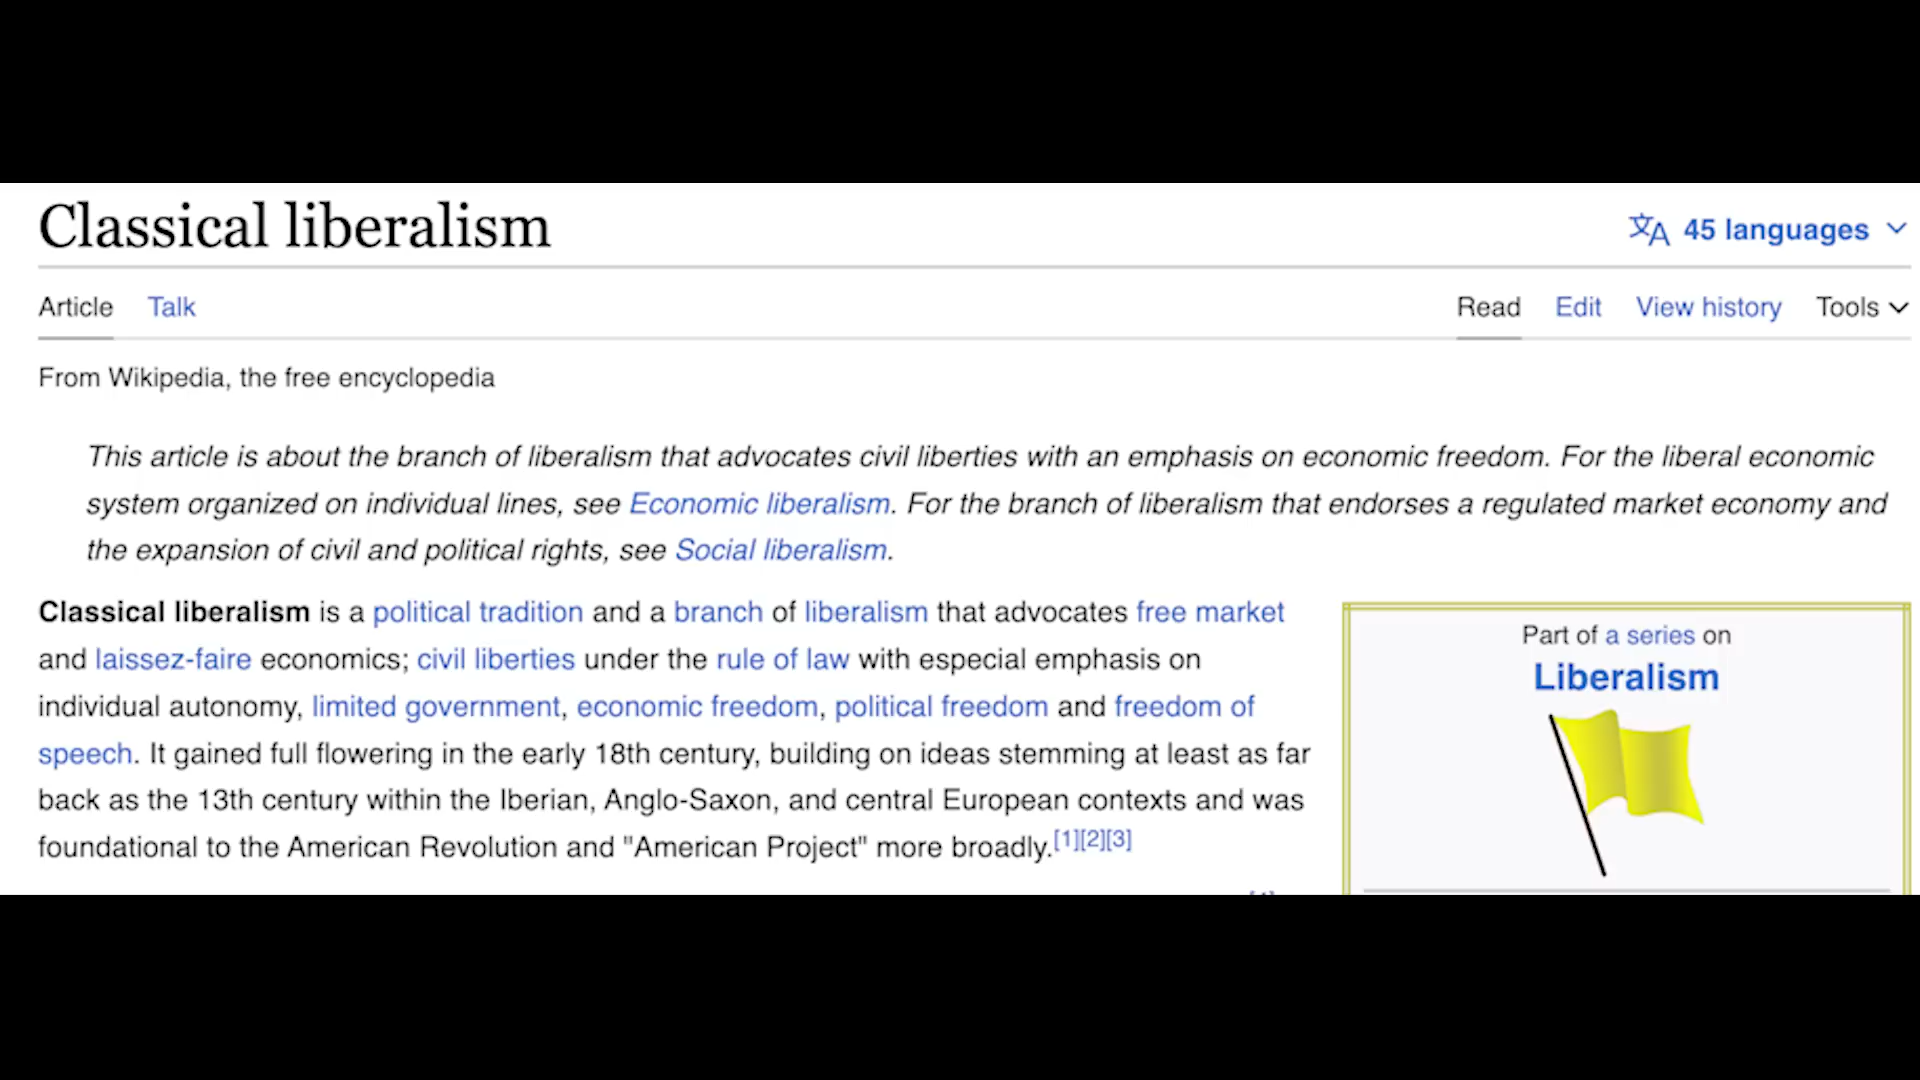 Classical liberalism
45 languages
Article Talk
Read Edit View history Tools
From Wikipedia, the free encyclopedia
This article is about the branch of liberalism that advocates civil liberties with an emphasis on economic freedom. For the liberal economic
system organized on individual lines, see Economic liberalism. For the branch of liberalism that endorses a regulated market economy and
the expansion of civil and political rights, see Social liberalism.
Classical liberalism is a political tradition and a branch of liberalism that advocates free market
and laissez-faire economics; civil liberties under the rule of law with especial emphasis on
individual autonomy, limited government, economic freedom, political freedom and freedom of
speech. It gained full flowering in the early 18th century, building on ideas stemming at least as far
back as the 13th century within the Iberian, Anglo-Saxon, and central European contexts and was
foundational to the American Revolution and "American Project" more broadly.[1][2][3]
Part of a series on
Liberalism